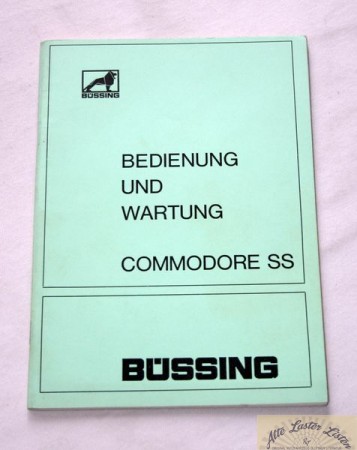 BÜSSING
BEDIENUNG
UND
WARTUNG
COMMODORE SS
BÜSSING
Alte Laster Listen